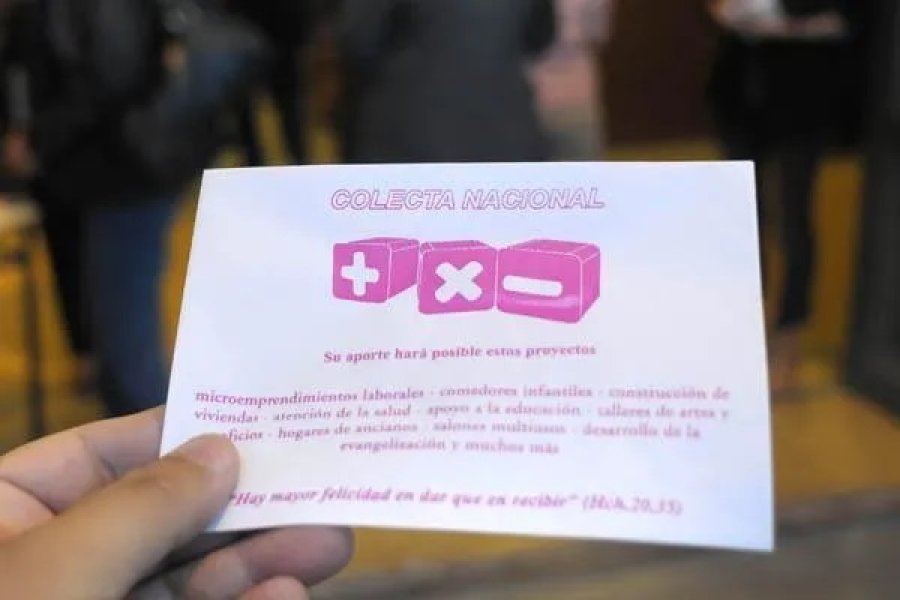 COLECTA NACIONAL
+ × -
Su aporte hará posible estos proyectos
microemprendimientos laborales · comedores infantiles · construcción de
viviendas · atención de la salud · apoyo a la educación · talleres de artes y
oficios · hogares de ancianos · salones multiusos · desarrollo de la
evangelización y muchos más
"Hay mayor felicidad en dar que en recibir" (Hch.20,35)